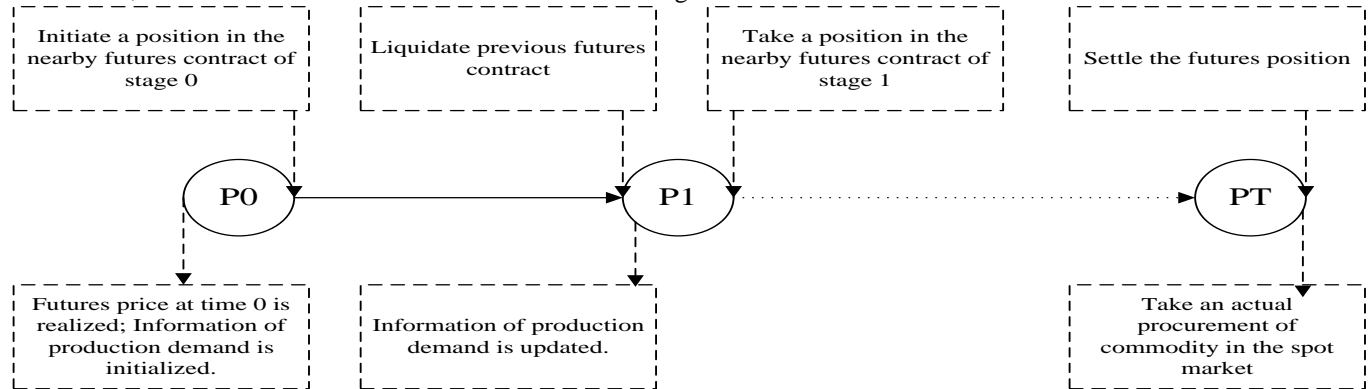 Initiate a position in the
nearby futures contract of
stage 0
Liquidate previous futures
contract
Take a position in the
nearby futures contract of
stage 1
Settle the futures position
P0
P1
PT
Futures price at time 0 is
realized; Information of
production demand is
initialized.
Information of production
demand is updated.
Take an actual
procurement of
commodity in the spot
market